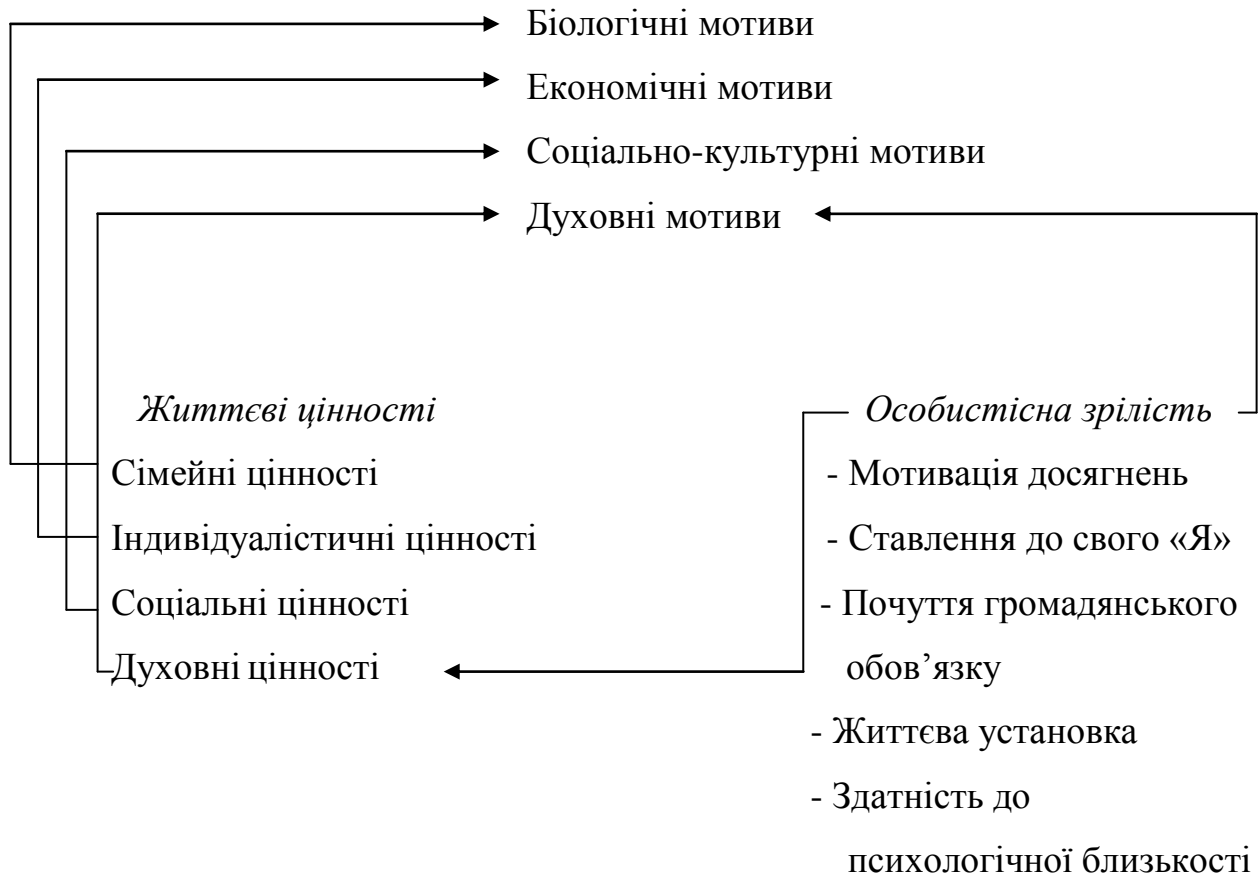 Біологічні мотиви
Економічні мотиви
Соціально-культурні мотиви
Духовні мотиви
Життєві цінності
Сімейні цінності
Індивідуалістичні цінності
Соціальні цінності
Духовні цінності
Особистісна зрілість
- Мотивація досягнень
- Ставлення до свого «Я»
- Почуття громадянського
обов’язку
- Життєва установка
- Здатність до
психологічної близькості